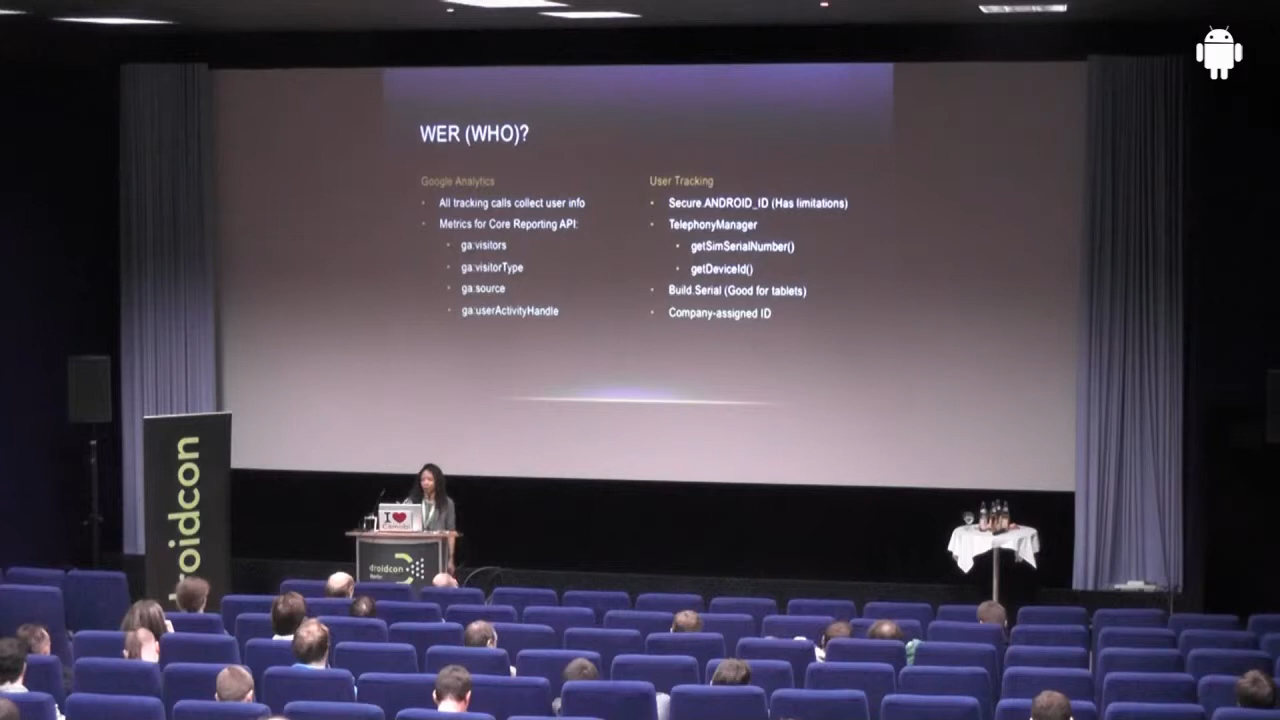 WER (WHO)?
Google Analytics
All tracking calls collect user info
Metrics for Core Reporting API:
ga:visitors
ga:visitorType
ga:source
ga:userActivityHandle
User Tracking
Secure.ANDROID_ID (Has limitations)
TelephonyManager
getSimSerialNumber()
getDeviceId()
Build.Serial (Good for tablets)
Company-assigned ID
droidcon
I
droidcon